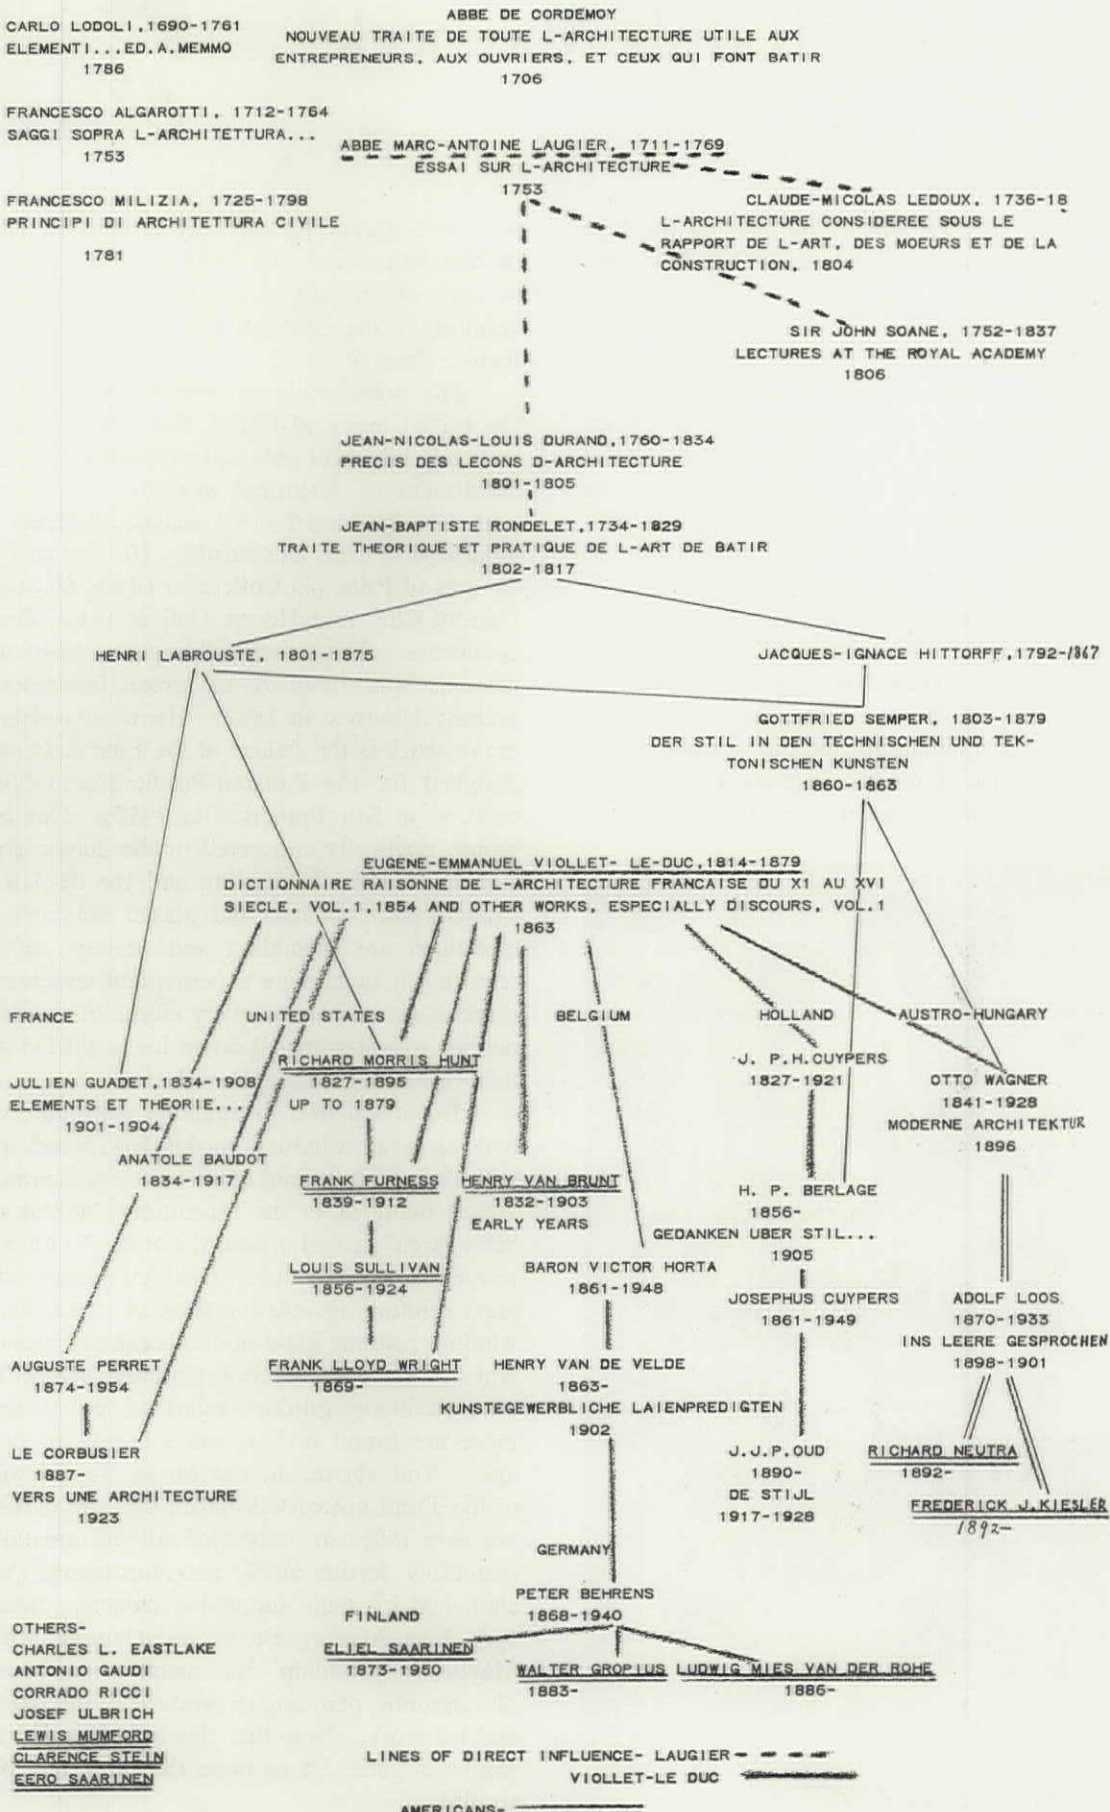 CARLO LODOLI,1690-1761
ELEMENTI...ED.A.MEMMO
1786
ABBE DE CORDEMOY
NOUVEAU TRAITE DE TOUTE L-ARCHITECTURE UTILE AUX
ENTREPRENEURS, AUX OUVRIERS, ET CEUX QUI FONT BATIR
1706
FRANCESCO ALGAROTTI, 1712-1764
SAGGI SOPRA L-ARCHITETTURA...
1753
ABBE MARC-ANTOINE LAUGIER, 1711-1769
ESSAI SUR L-ARCHITECTURE
1753
FRANCESCO MILIZIA, 1725-1798
PRINCIPI DI ARCHITETTURA CIVILE
1781
CLAUDE-MICOLAS LEDOUX, 1736-18
L-ARCHITECTURE CONSIDEREE SOUS LE
RAPPORT DE L-ART, DES MOEURS ET DE LA
CONSTRUCTION, 1804
SIR JOHN SOANE, 1752-1837
LECTURES AT THE ROYAL ACADEMY
1806
JEAN-NICOLAS-LOUIS DURAND,1760-1834
PRECIS DES LECONS D-ARCHITECTURE
1801-1805
JEAN-BAPTISTE RONDELET,1734-1829
TRAITE THEORIQUE ET PRATIQUE DE L-ART DE BATIR
1802-1817
HENRI LABROUSTE, 1801-1875
JACQUES-IGNACE HITTORFF,1792-1867
GOTTFRIED SEMPER, 1803-1879
DER STIL IN DEN TECHNISCHEN UND TEK-
TONISCHEN KUNSTEN
1860-1863
EUGENE-EMMANUEL VIOLLET- LE-DUC,1814-1879
DICTIONNAIRE RAISONNE DE L-ARCHITECTURE FRANCAISE DU X1 AU XVI
SIECLE, VOL.1,1854 AND OTHER WORKS, ESPECIALLY DISCOURS, VOL.1
1863
FRANCE
UNITED STATES
BELGIUM
HOLLAND
AUSTRO-HUNGARY
JULIEN GUADET,1834-1908
ELEMENTS ET THEORIE...
1901-1904
RICHARD MORRIS HUNT
1827-1895
UP TO 1879
J. P.H.CUYPERS
1827-1921
OTTO WAGNER
1841-1928
MODERNE ARCHITEKTUR
1896
ANATOLE BAUDOT
1834-1917
FRANK FURNESS
1839-1912
HENRY VAN BRUNT
1832-1903
EARLY YEARS
H. P. BERLAGE
1856-
GEDANKEN UBER STIL...
1905
LOUIS SULLIVAN
1856-1924
BARON VICTOR HORTA
1861-1948
JOSEPHUS CUYPERS
1861-1949
ADOLF LOOS.
1870-1933
INS LEERE GESPROCHEN
1898-1901
AUGUSTE PERRET
1874-1954
FRANK LLOYD WRIGHT
1869-
HENRY VAN DE VELDE
1863-
KUNSTGEWERBLICHE LAIENPREDIGTEN
1902
LE CORBUSIER
1887-
VERS UNE ARCHITECTURE
1923
J.J.P.OUD
1890-
DE STIJL
1917-1928
RICHARD NEUTRA
1892-
FREDERICK J.KIESLER
1892-
GERMANY
PETER BEHRENS
1868-1940
FINLAND
ELIEL SAARINEN
1873-1950
WALTER GROPIUS
1883-
LUDWIG MIES VAN DER ROHE
1886-
OTHERS-
CHARLES L. EASTLAKE
ANTONIO GAUDI
CORRADO RICCI
JOSEF ULBRICH
LEWIS MUMFORD
CLARENCE STEIN
EERO SAARINEN
LINES OF DIRECT INFLUENCE- LAUGIER
VIOLLET-LE DUC
AMERICANS-